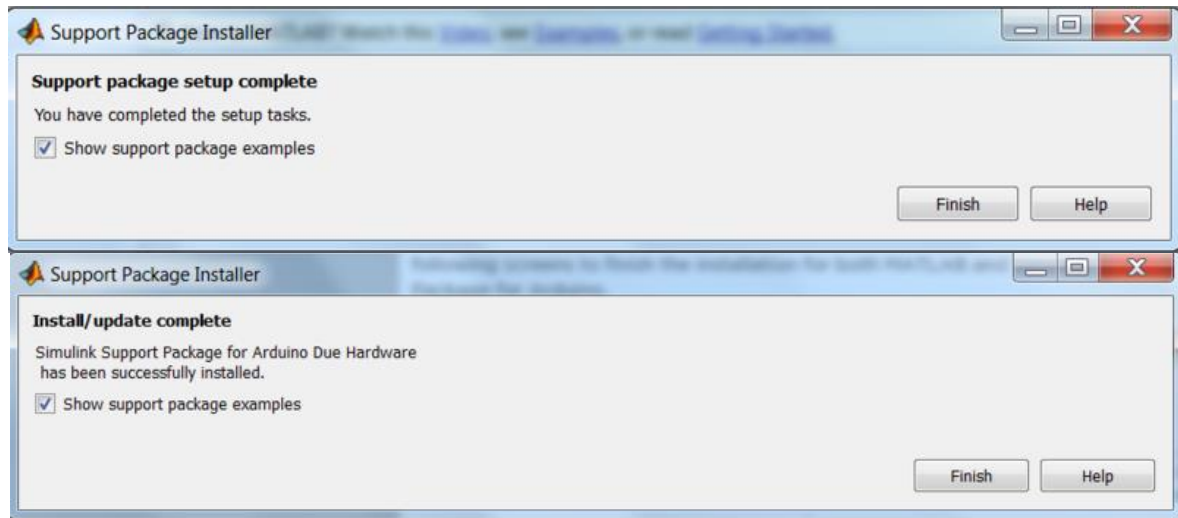 Support Package Installer
Support package setup complete
You have completed the setup tasks.
Show support package examples
Finish
Help
Support Package Installer
Install/update complete
Simulink Support Package for Arduino Due Hardware
has been successfully installed.
Show support package examples
Finish
Help